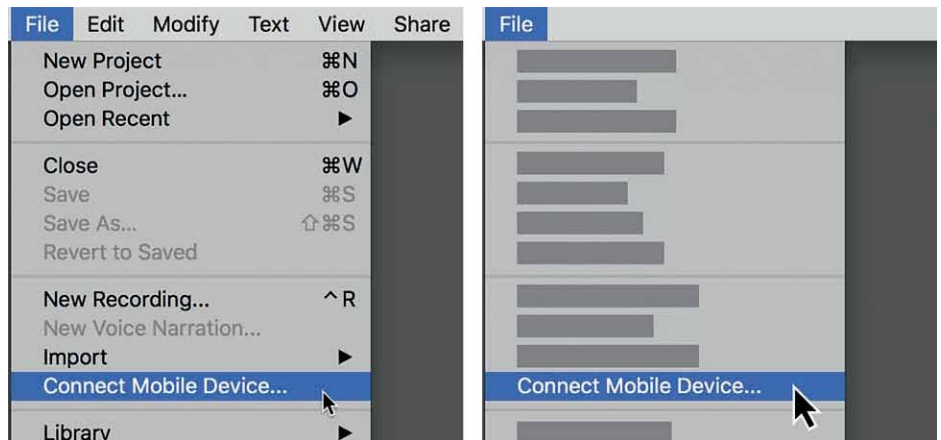 File Edit Modify Text View Share
New Project ⌘N
Open Project... ⌘O
Open Recent ▶
Close ⌘W
Save ⌘S
Save As... ⇧⌘S
Revert to Saved
New Recording... ^R
New Voice Narration...
Import ▶
Connect Mobile Device...
Library ▶
File
Connect Mobile Device...